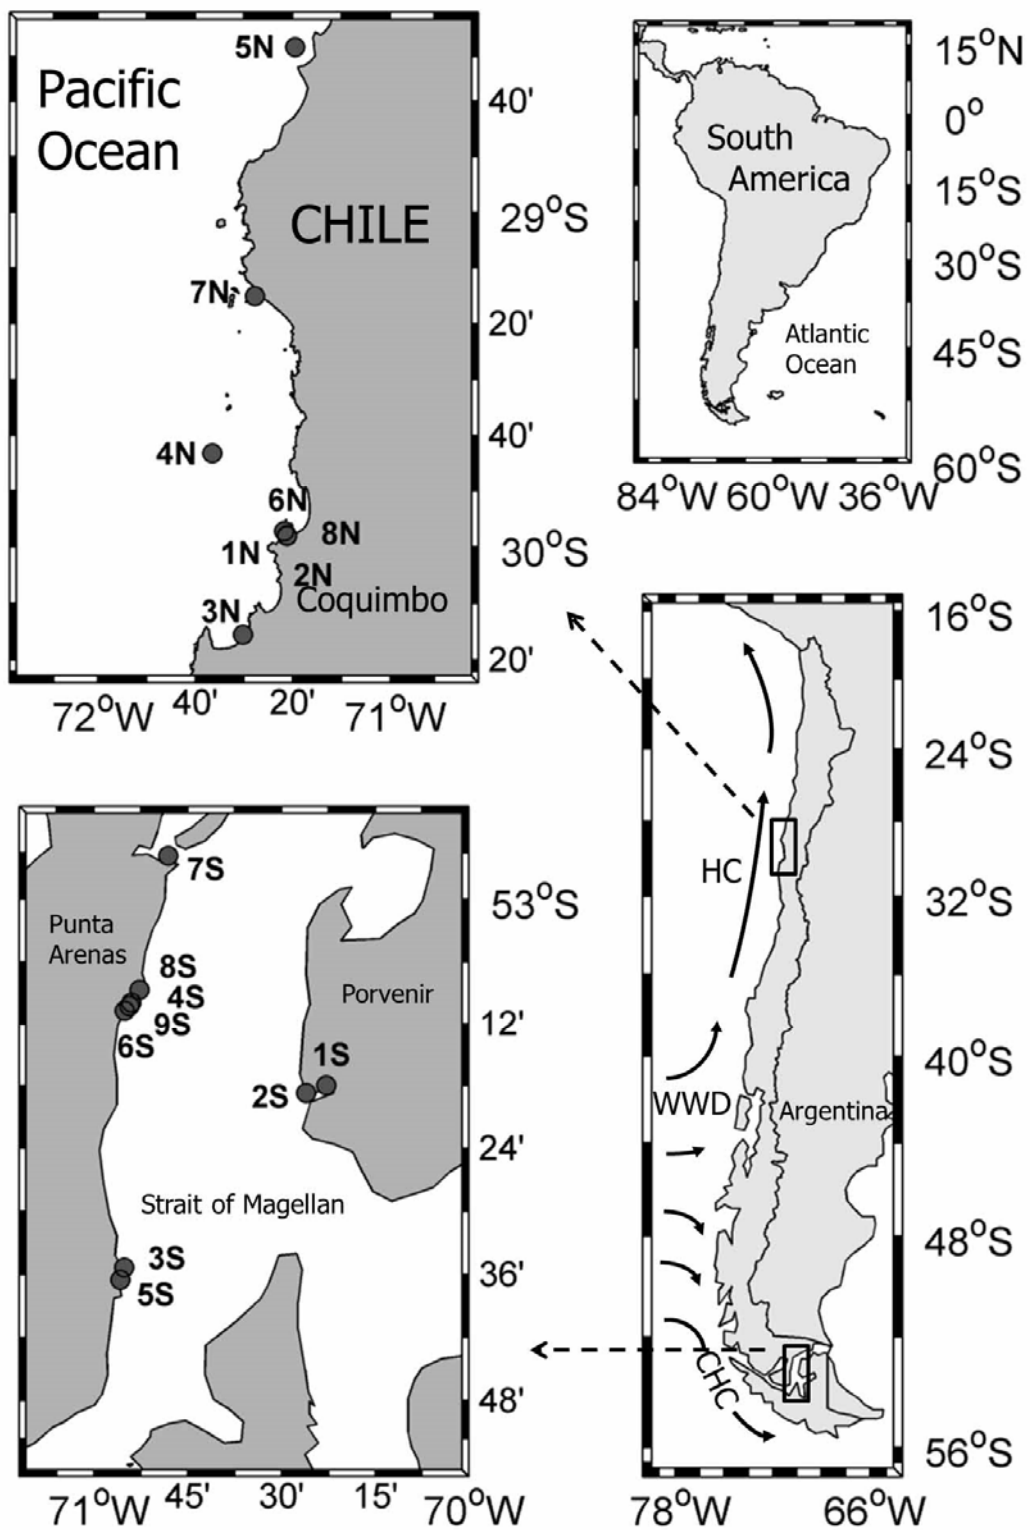 Pacific
Ocean
CHILE
5N
7N
4N
6N
8N
1N
2N
Coquimbo
3N
40'
29°S
20'
40'
30°S
20'
72°W 40' 20' 71°W
South
America
Atlantic
Ocean
15°N
0°
15°S
30°S
45°S
60°S
84°W 60°W 36°W
7S
Punta
Arenas
8S
4S
9S
6S
Porvenir
1S
2S
Strait of Magellan
3S
5S
53°S
12'
24'
36'
48'
71°W 45' 30' 15' 70°W
HC
WWD
Argentina
CHC
16°S
24°S
32°S
40°S
48°S
56°S
78°W 66°W